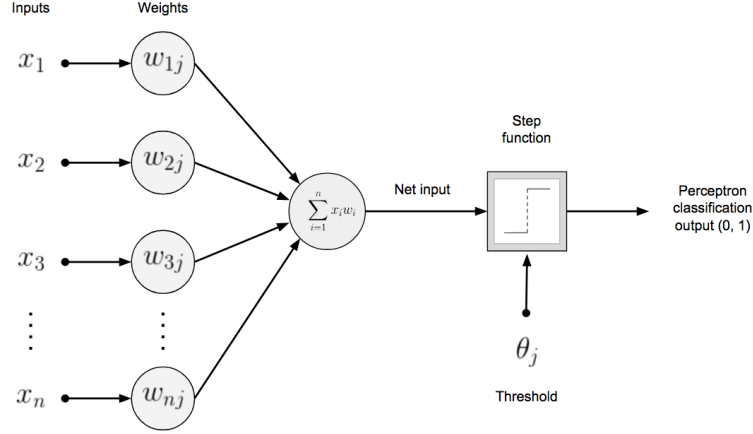 Inputs
Weights
x₁
w₁ⱼ
x₂
w₂ⱼ
x₃
w₃ⱼ
xₙ
wₙⱼ
n
∑ xᵢwᵢ
i=1
Net input
Step
function
θⱼ
Threshold
Perceptron
classification
output (0, 1)